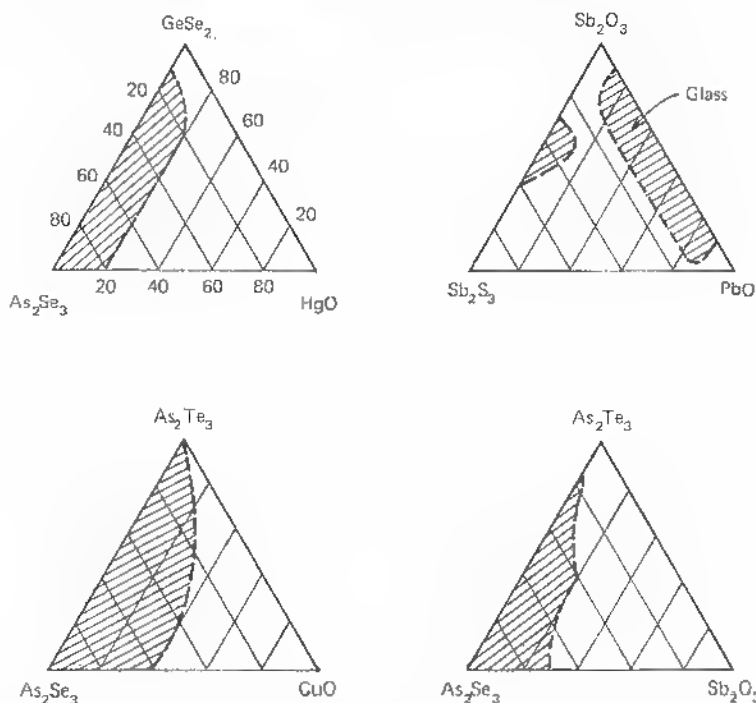 GeSe2
20 80
40 60
60 40
80 20
20 40 60 80
As2Se3 HgO
Sb2O3
Glass
Sb2S3 PbO
As2Te3
As2Se3 CuO
As2Te3
As2Se3 Sb2O3